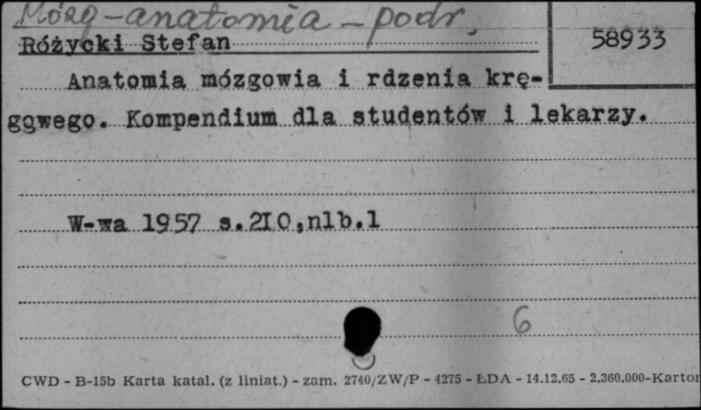 Mózg-anatomia-podr.
Różycki Stefan
58933
Anatomia mózgowia i rdzenia krę-
gowego. Kompendium dla studentów i lekarzy.
W-wa 1957 s.210,nlb.1
6
CWD - B-15b Karta katal. (z liniat.) - zam. 2740/ZW/P - 4275 - ŁDA - 14.12.65 - 2.360.000-Karton